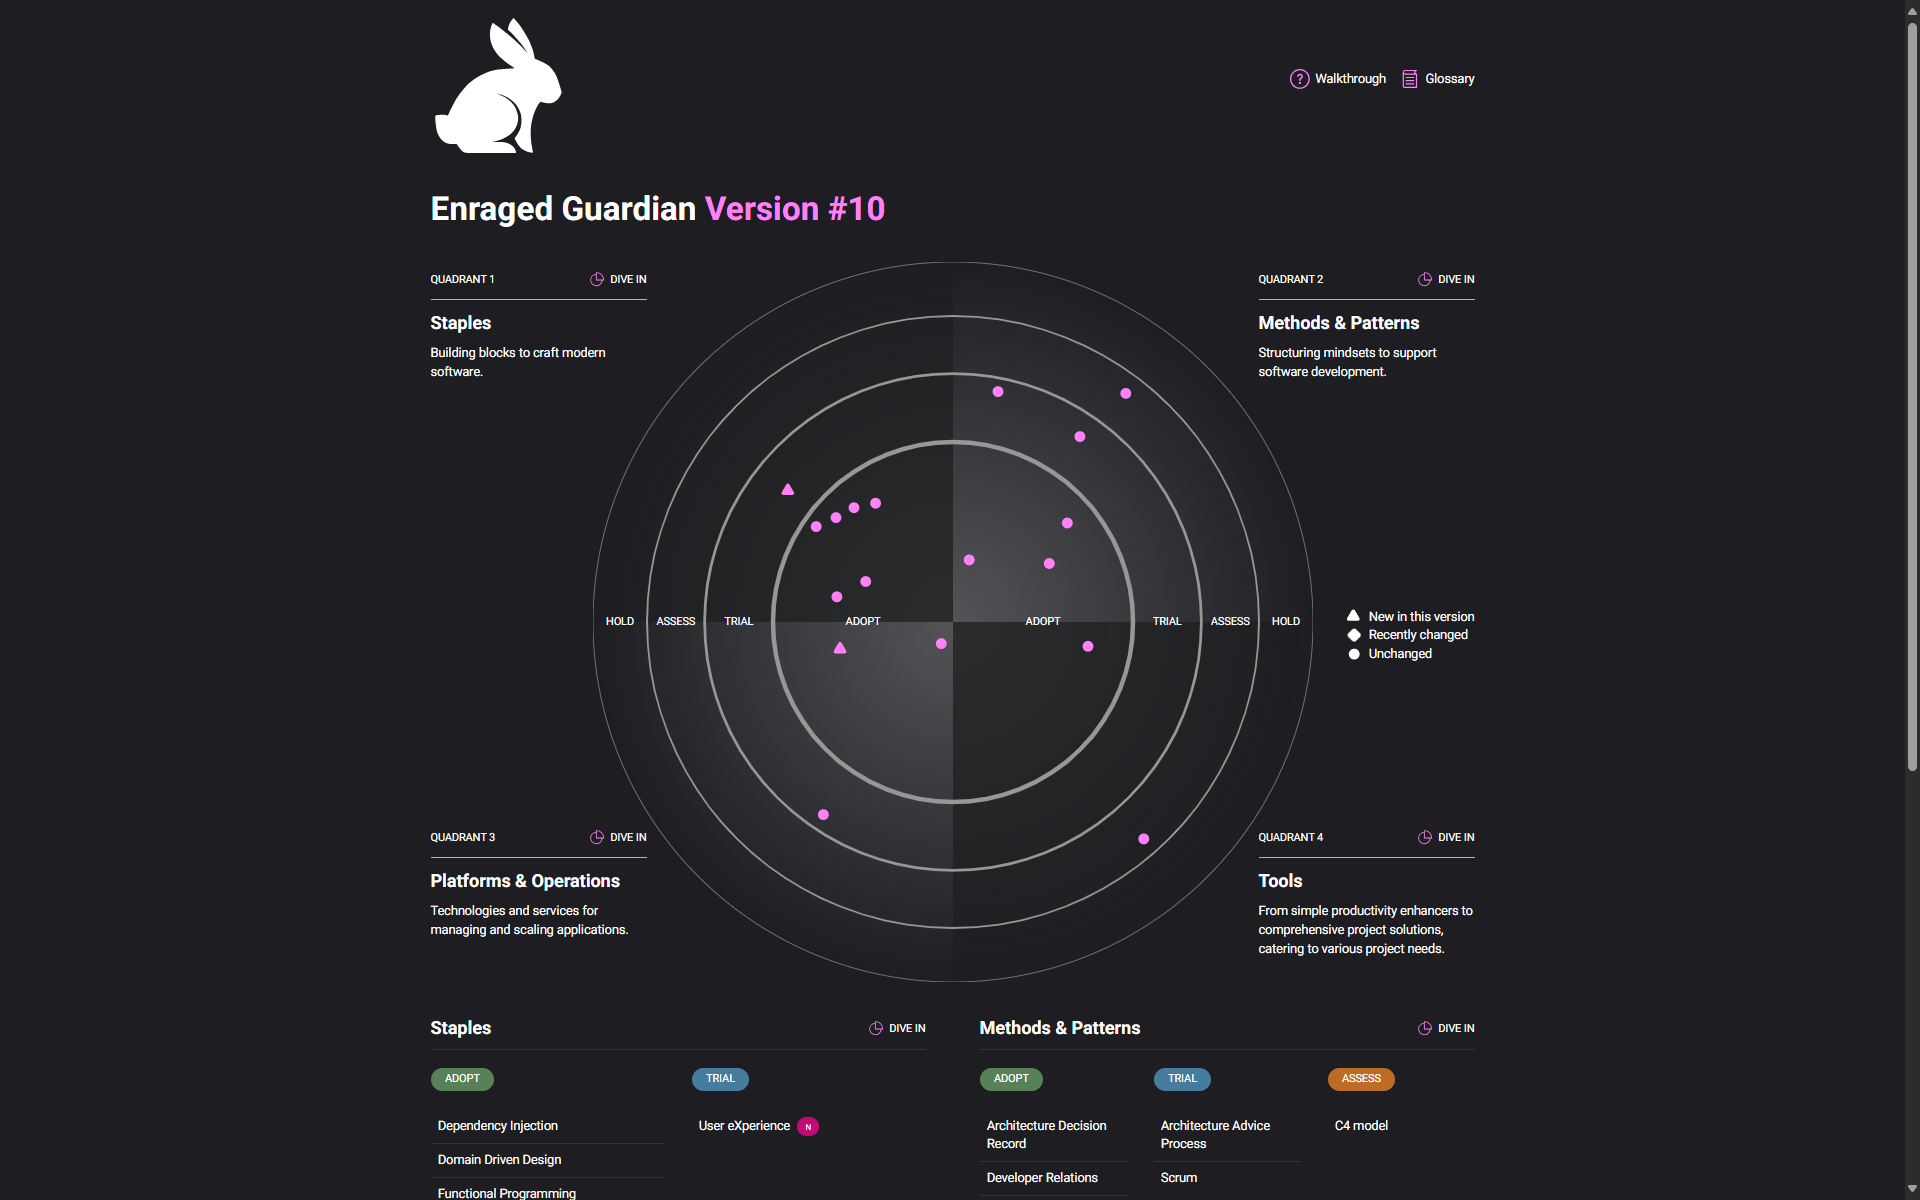 Walkthrough
Glossary
Enraged Guardian Version #10
QUADRANT 1
DIVE IN
Staples
Building blocks to craft modern
software.
QUADRANT 2
DIVE IN
Methods & Patterns
Structuring mindsets to support
software development.
HOLD
ASSESS
TRIAL
ADOPT
ADOPT
TRIAL
ASSESS
HOLD
New in this version
Recently changed
Unchanged
QUADRANT 3
DIVE IN
Platforms & Operations
Technologies and services for
managing and scaling applications.
QUADRANT 4
DIVE IN
Tools
From simple productivity enhancers to
comprehensive project solutions,
catering to various project needs.
Staples
DIVE IN
ADOPT
Dependency Injection
Domain Driven Design
Functional Programming
TRIAL
User eXperience N
Methods & Patterns
DIVE IN
ADOPT
Architecture Decision
Record
Developer Relations
TRIAL
Architecture Advice
Process
Scrum
ASSESS
C4 model